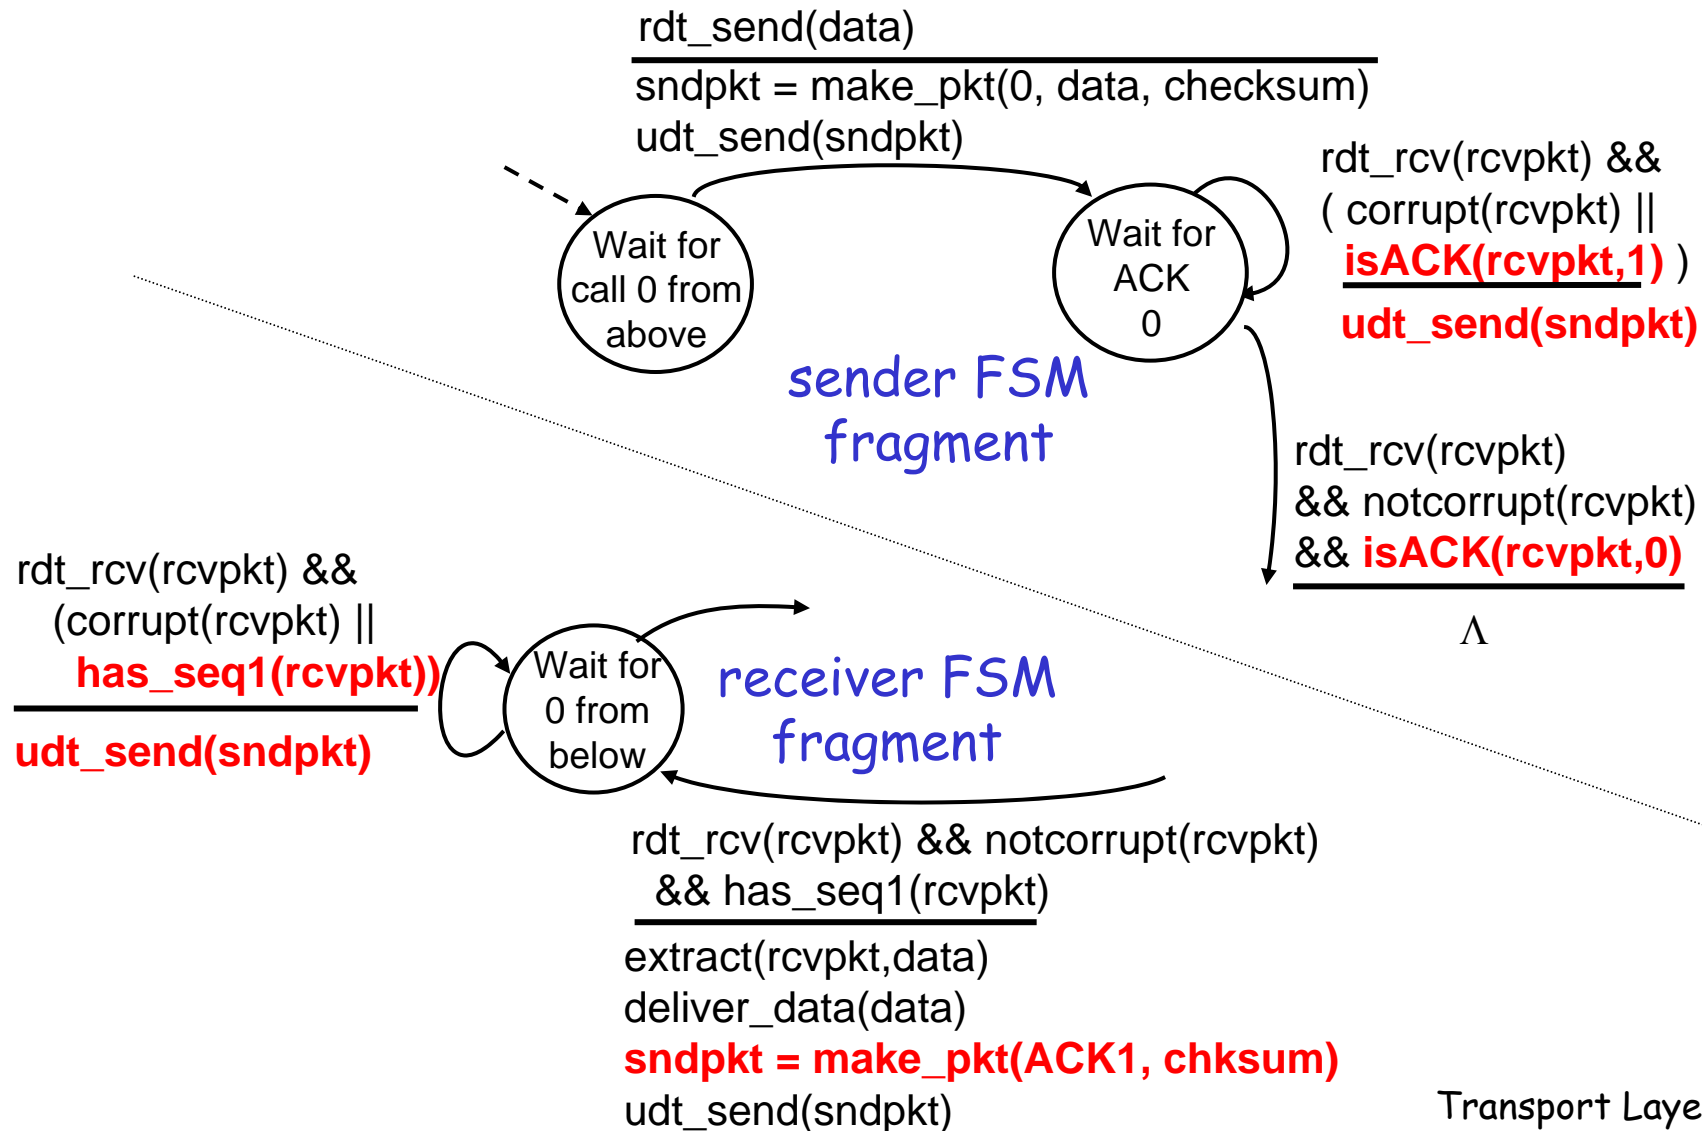 rdt_send(data)
sndpkt = make_pkt(0, data, checksum)
udt_send(sndpkt)
Wait for
call 0 from
above
Wait for
ACK
0
rdt_rcv(rcvpkt) &&
( corrupt(rcvpkt) ||
isACK(rcvpkt,1) )
udt_send(sndpkt)
sender FSM
fragment
rdt_rcv(rcvpkt)
&& notcorrupt(rcvpkt)
&& isACK(rcvpkt,0)
Λ
rdt_rcv(rcvpkt) &&
(corrupt(rcvpkt) ||
has_seq1(rcvpkt))
udt_send(sndpkt)
Wait for
0 from
below
receiver FSM
fragment
rdt_rcv(rcvpkt) && notcorrupt(rcvpkt)
&& has_seq1(rcvpkt)
extract(rcvpkt,data)
deliver_data(data)
sndpkt = make_pkt(ACK1, chksum)
udt_send(sndpkt)
Transport Laye